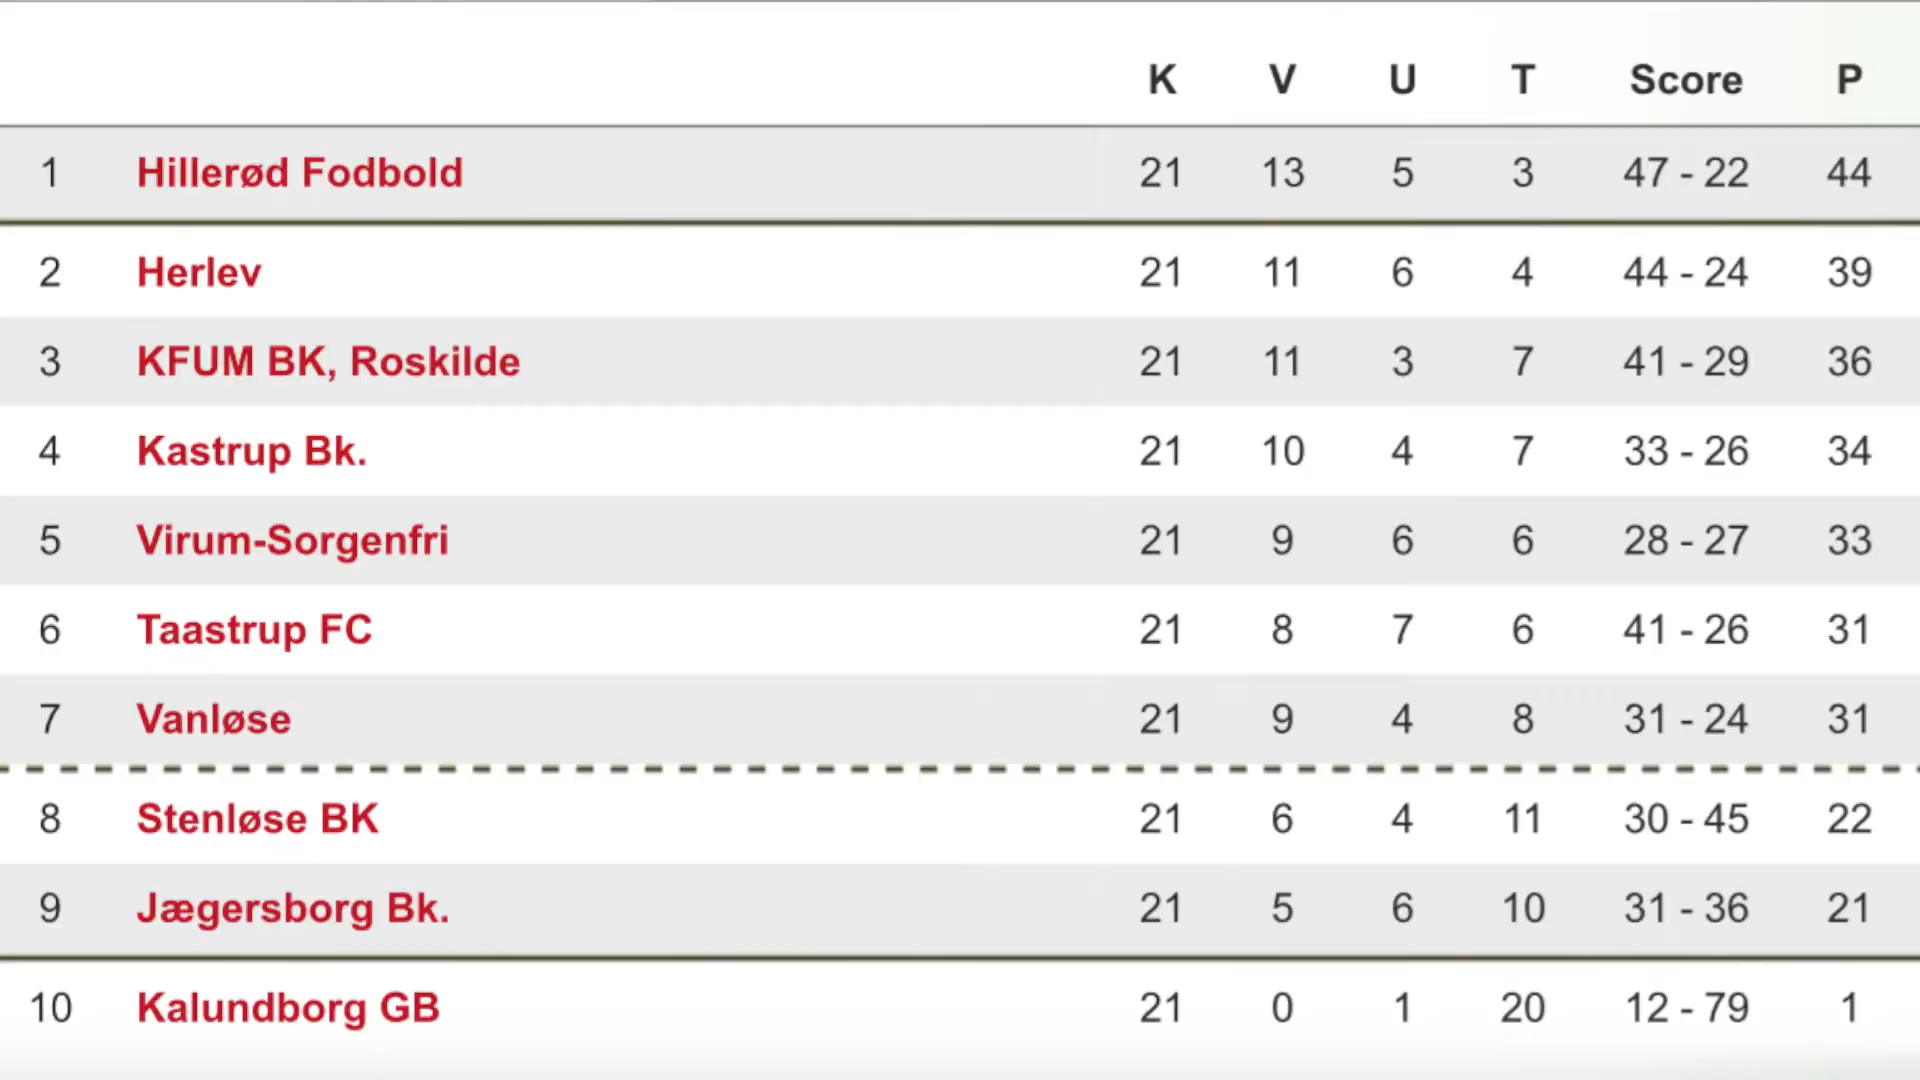 K V U T Score P
1 Hillerød Fodbold 21 13 5 3 47 - 22 44
2 Herlev 21 11 6 4 44 - 24 39
3 KFUM BK, Roskilde 21 11 3 7 41 - 29 36
4 Kastrup Bk. 21 10 4 7 33 - 26 34
5 Virum-Sorgenfri 21 9 6 6 28 - 27 33
6 Taastrup FC 21 8 7 6 41 - 26 31
7 Vanløse 21 9 4 8 31 - 24 31
8 Stenløse BK 21 6 4 11 30 - 45 22
9 Jægersborg Bk. 21 5 6 10 31 - 36 21
10 Kalundborg GB 21 0 1 20 12 - 79 1